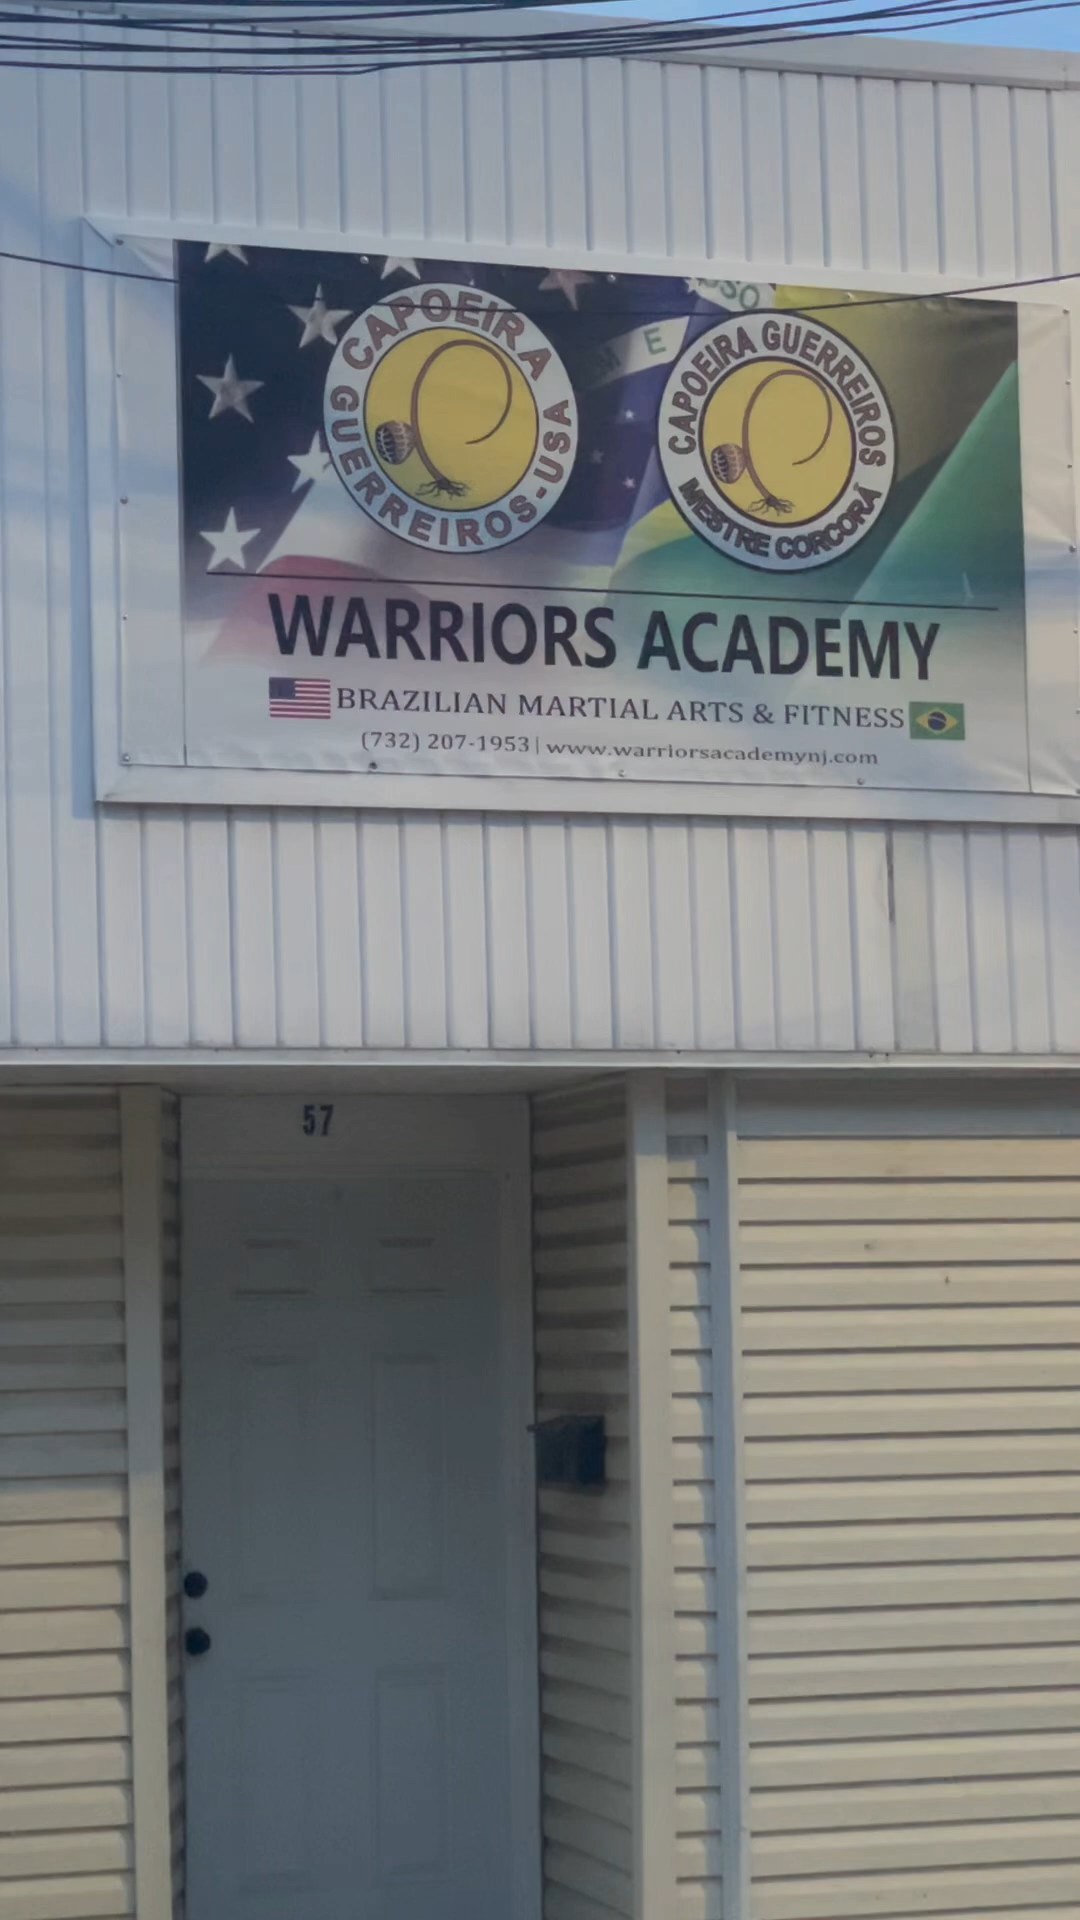 CAPOEIRA
GUERREIROS-USA
M E
SSO
CAPOEIRA GUERREIROS
MESTRE CORCORÁ
WARRIORS ACADEMY
BRAZILIAN MARTIAL ARTS & FITNESS
(732) 207-1953 | www.warriorsacademynj.com
57